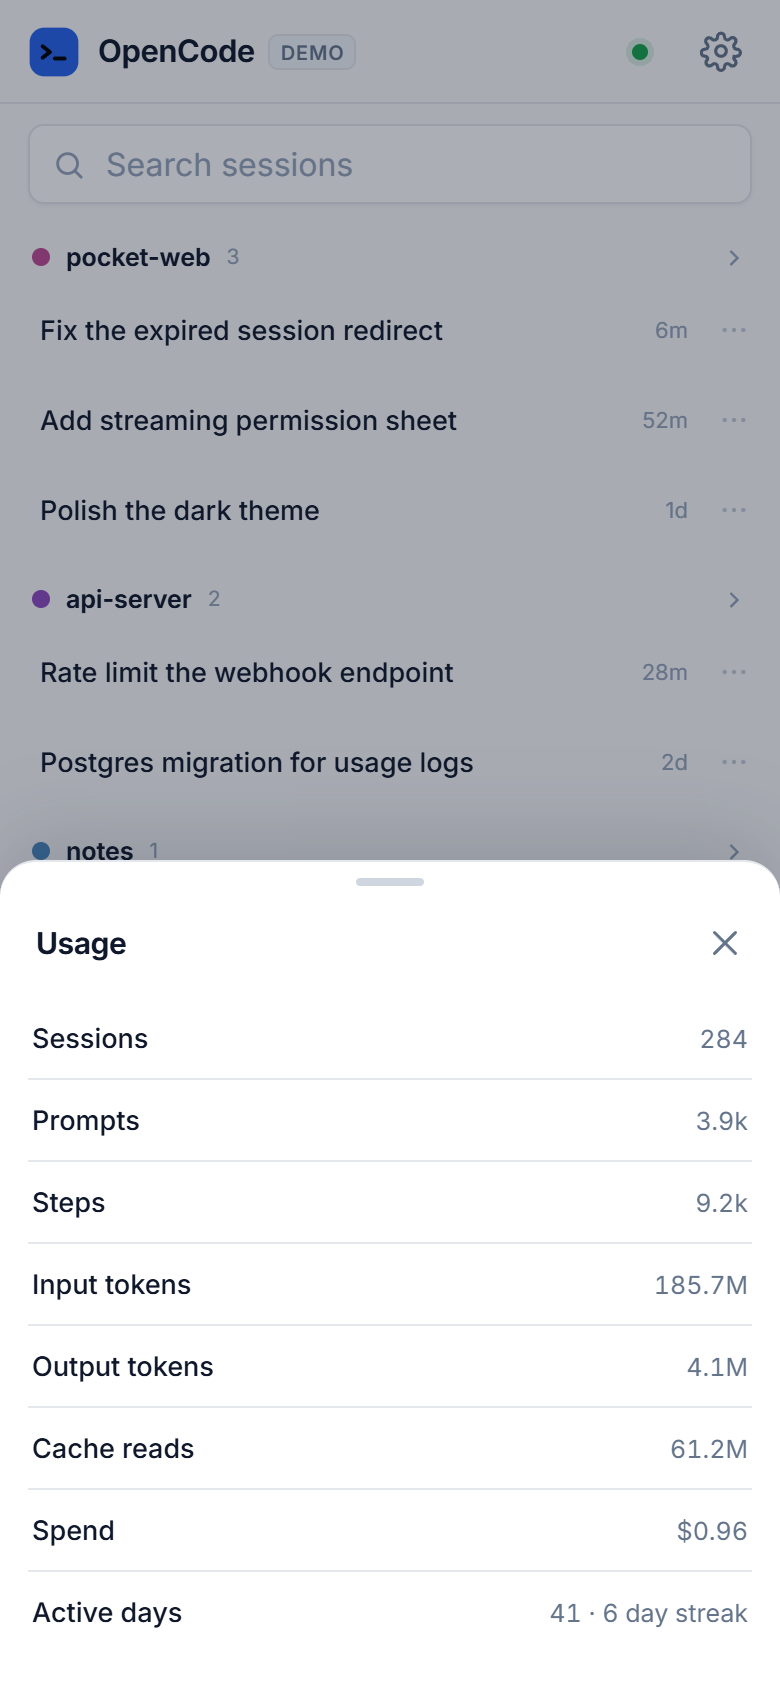 OpenCode DEMO
Search sessions
pocket-web 3
Fix the expired session redirect 6m
Add streaming permission sheet 52m
Polish the dark theme 1d
api-server 2
Rate limit the webhook endpoint 28m
Postgres migration for usage logs 2d
notes 1
Usage
Sessions 284
Prompts 3.9k
Steps 9.2k
Input tokens 185.7M
Output tokens 4.1M
Cache reads 61.2M
Spend $0.96
Active days 41 · 6 day streak